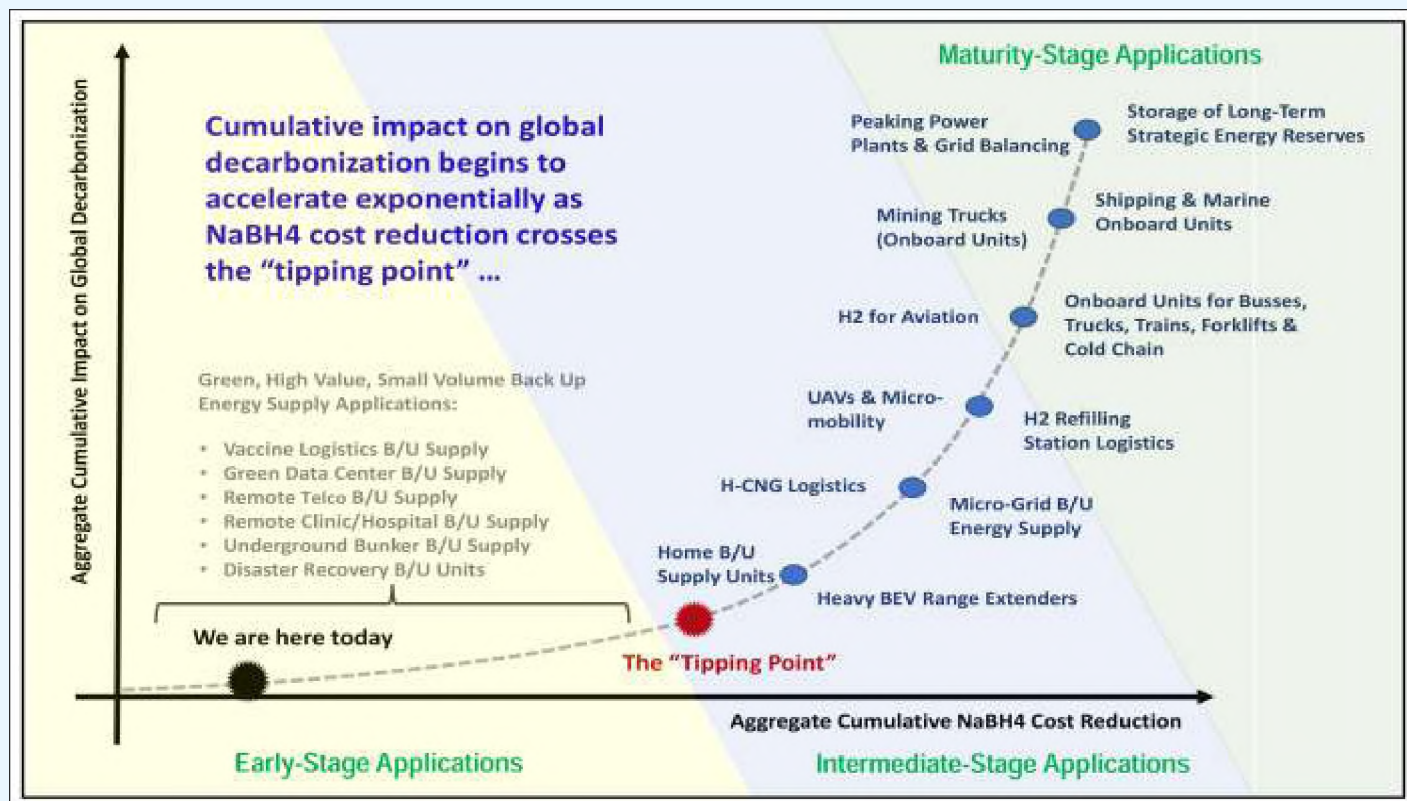 Maturity-Stage Applications
Aggregate Cumulative Impact on Global Decarbonization
Cumulative impact on global
decarbonization begins to
accelerate exponentially as
NaBH4 cost reduction crosses
the “tipping point” ...
Peaking Power
Plants & Grid Balancing
Storage of Long-Term
Strategic Energy Reserves
Mining Trucks
(Onboard Units)
Shipping & Marine
Onboard Units
H2 for Aviation
Onboard Units for Busses,
Trucks, Trains, Forklifts &
Cold Chain
Green, High Value, Small Volume Back Up
Energy Supply Applications:
• Vaccine Logistics B/U Supply
• Green Data Center B/U Supply
• Remote Telco B/U Supply
• Remote Clinic/Hospital B/U Supply
• Underground Bunker B/U Supply
• Disaster Recovery B/U Units
UAVs & Micro-
mobility
H2 Refilling
Station Logistics
H-CNG Logistics
Micro-Grid B/U
Energy Supply
Home B/U
Supply Units
Heavy BEV Range Extenders
We are here today
The “Tipping Point”
Aggregate Cumulative NaBH4 Cost Reduction
Early-Stage Applications
Intermediate-Stage Applications